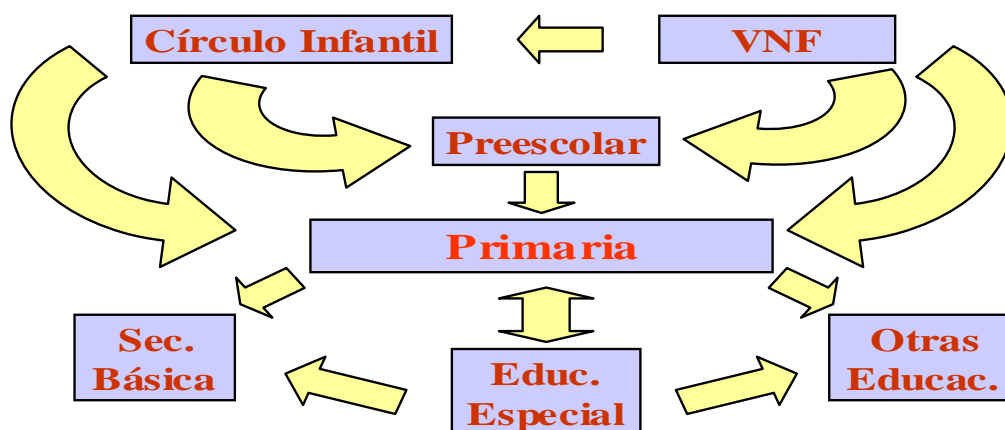 Círculo Infantil
VNF
Preescolar
Primaria
Sec.
Básica
Educ.
Especial
Otras
Educac.